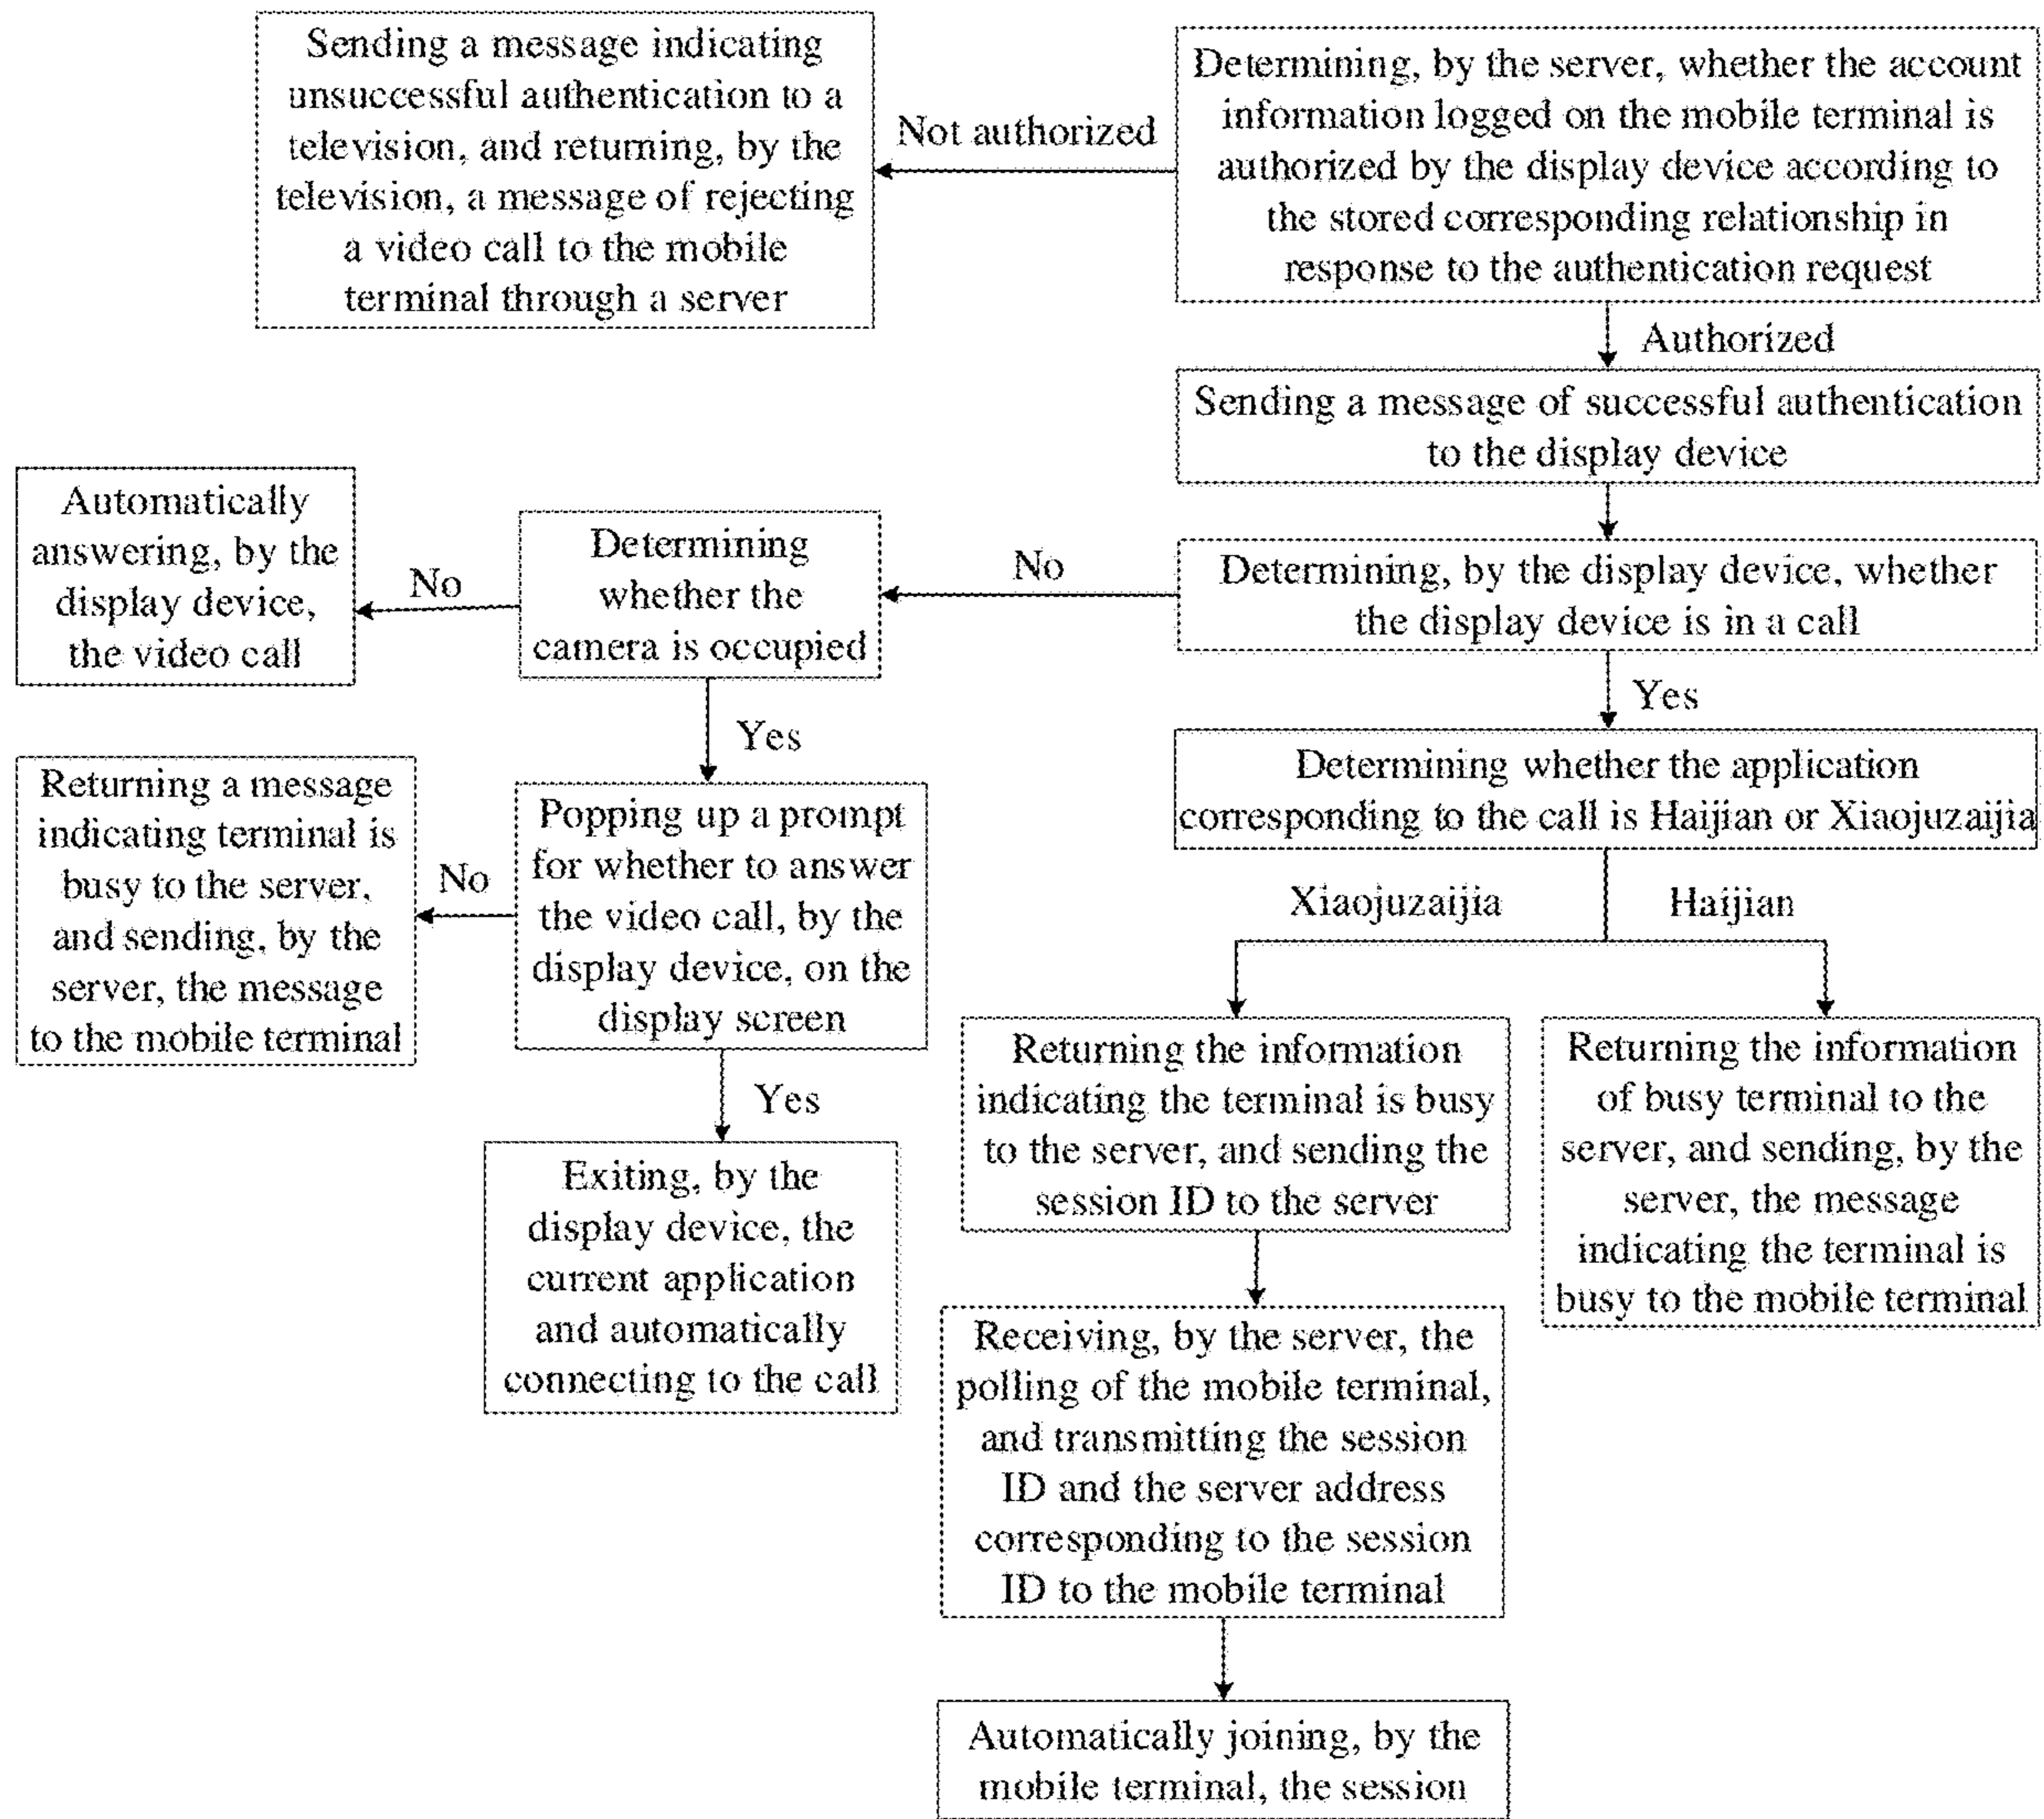 Sending a message indicating
unsuccessful authentication to a
television, and returning, by the
television, a message of rejecting
a video call to the mobile
terminal through a server
Not authorized
Determining, by the server, whether the account
information logged on the mobile terminal is
authorized by the display device according to
the stored corresponding relationship in
response to the authentication request
Authorized
Sending a message of successful authentication
to the display device
Automatically
answering, by the
display device,
the video call
No
Determining
whether the
camera is occupied
No
Determining, by the display device, whether
the display device is in a call
Yes
Yes
Returning a message
indicating terminal is
busy to the server,
and sending, by the
server, the message
to the mobile terminal
No
Popping up a prompt
for whether to answer
the video call, by the
display device, on the
display screen
Determining whether the application
corresponding to the call is Haijian or Xiaojuzaijia
Xiaojuzaijia
Haijian
Yes
Exiting, by the
display device, the
current application
and automatically
connecting to the call
Returning the information
indicating the terminal is busy
to the server, and sending the
session ID to the server
Returning the information
of busy terminal to the
server, and sending, by the
server, the message
indicating the terminal is
busy to the mobile terminal
Receiving, by the server, the
polling of the mobile terminal,
and transmitting the session
ID and the server address
corresponding to the session
ID to the mobile terminal
Automatically joining, by the
mobile terminal, the session